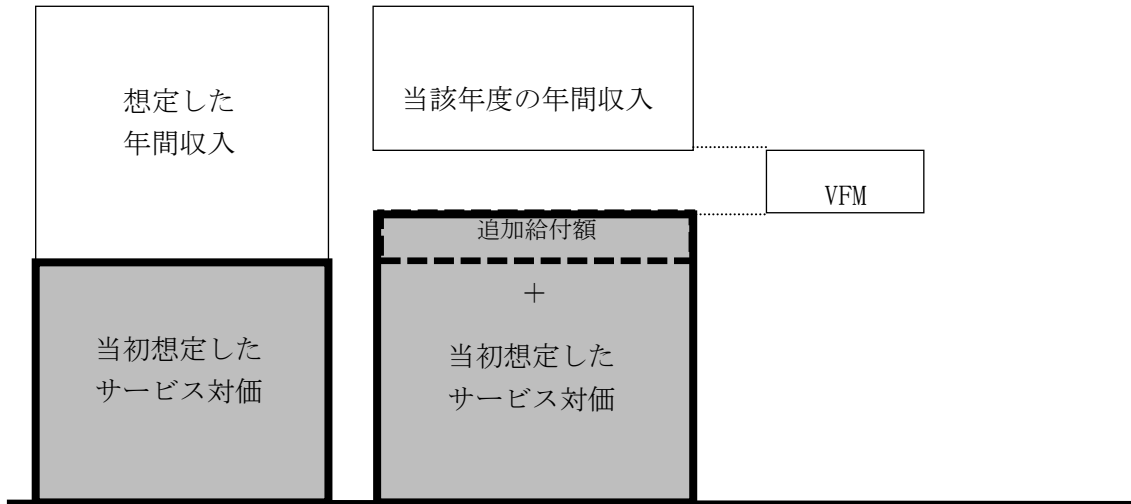 想定した
年間収入
当初想定した
サービス対価
当該年度の年間収入
追加給付額
＋
当初想定した
サービス対価
VFM